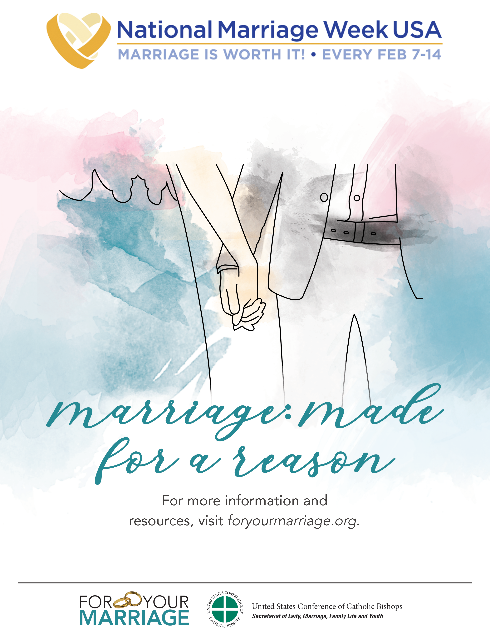 National Marriage Week USA
MARRIAGE IS WORTH IT! • EVERY FEB 7-14
marriage: made
for a reason
For more information and
resources, visit foryourmarriage.org.
FOR YOUR
MARRIAGE
United States Conference of Catholic Bishops
Secretariat of Laity, Marriage, Family Life and Youth